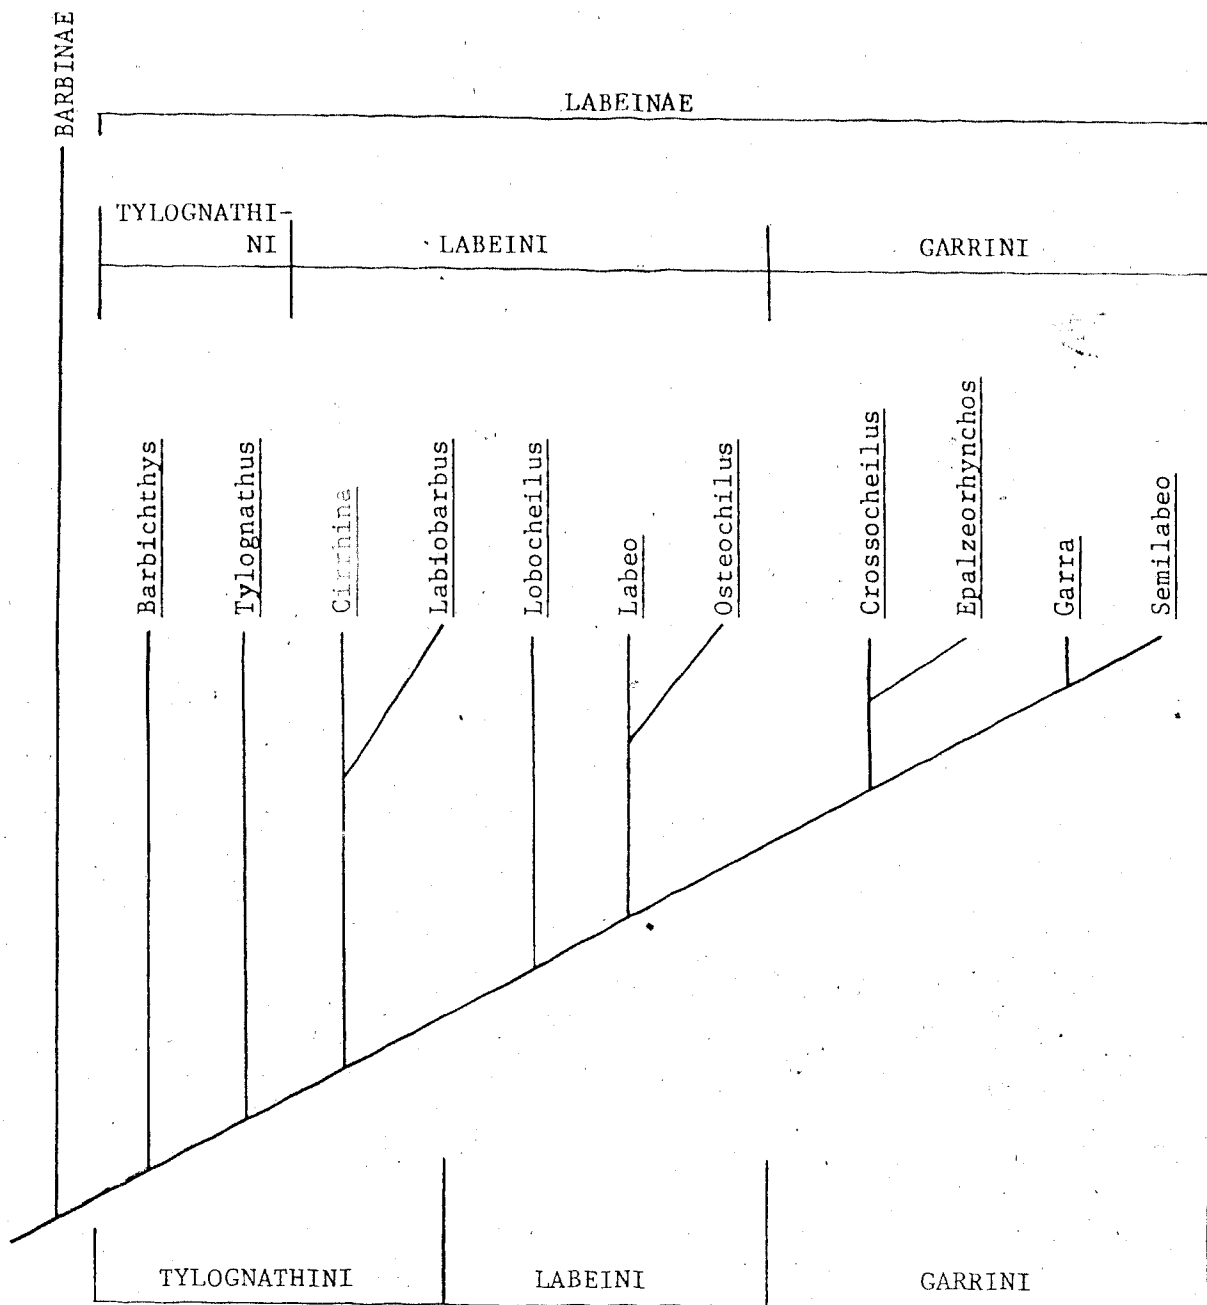 BARBINAE
LABEINAE
TYLOGNATHI-
NI
LABEINI
GARRINI
Barbichthys
Tylognathus
Cirrhina
Labiobarbus
Lobocheilus
Labeo
Osteochilus
Crossocheilus
Epalzeorhynchos
Garra
Semilabeo
TYLOGNATHINI
LABEINI
GARRINI